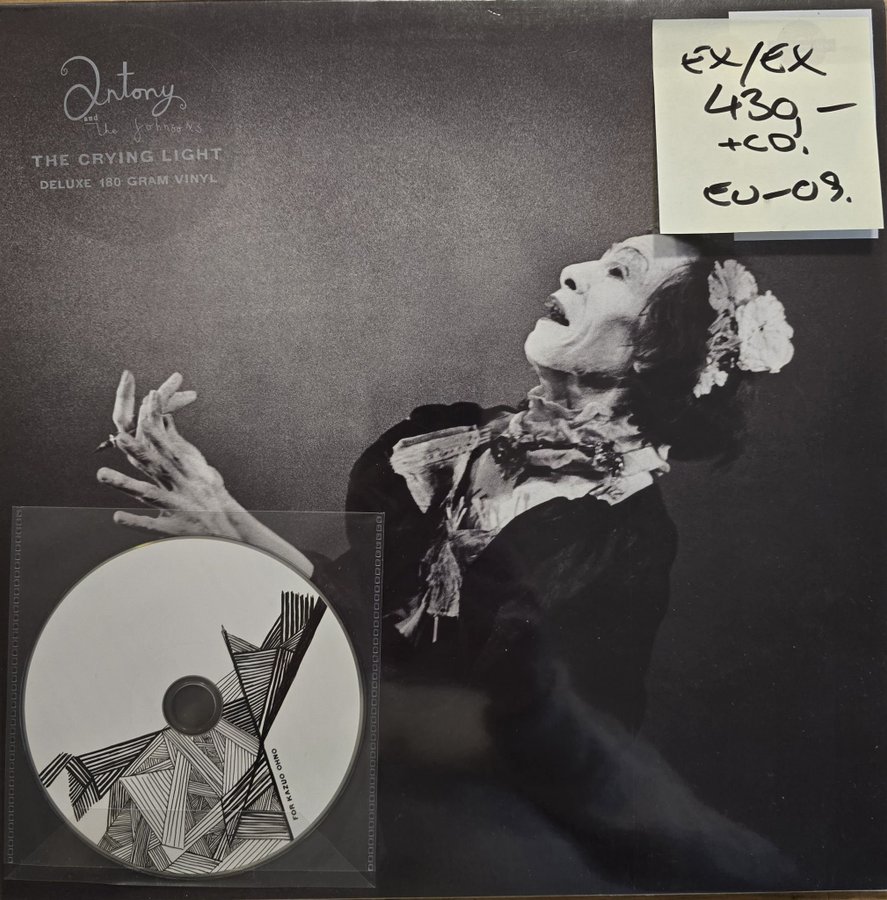 Antony
and the Johnsons
THE CRYING LIGHT
DELUXE 180 GRAM VINYL
EX/EX
430,-
+CD.
EU-09.
FOR KAZUO OHNO